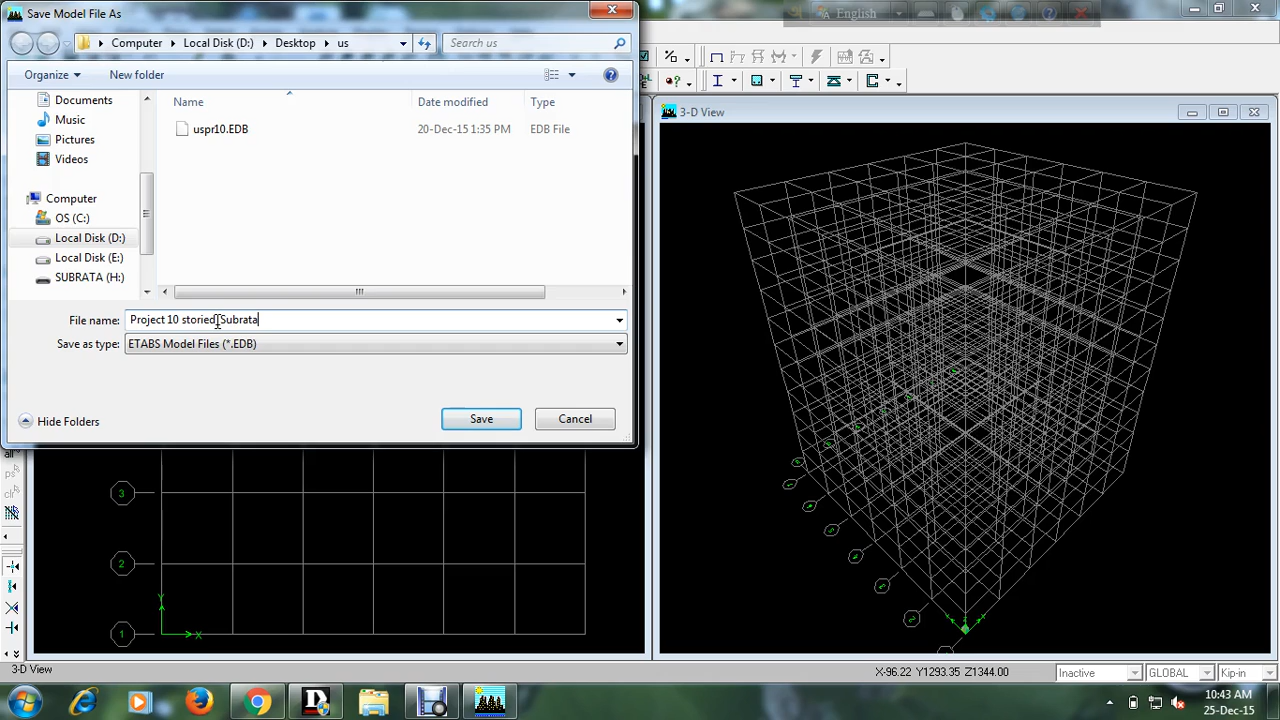 Save Model File As
English
Computer
Local Disk (D:)
Desktop
us
Search us
Organize
New folder
Documents
Music
Pictures
Videos
Computer
OS (C:)
Local Disk (D:)
Local Disk (E:)
SUBRATA (H:)
Name
Date modified
Type
uspr10.EDB
20-Dec-15 1:35 PM
EDB File
File name:
Project 10 storied Subrata
Save as type:
ETABS Model Files (*.EDB)
Hide Folders
Save
Cancel
3-D View
all
ps
clr
3
2
1
Y
X
3-D View
X-96.22 Y1293.35 Z1344.00
Inactive
GLOBAL
Kip-in
10:43 AM
25-Dec-15